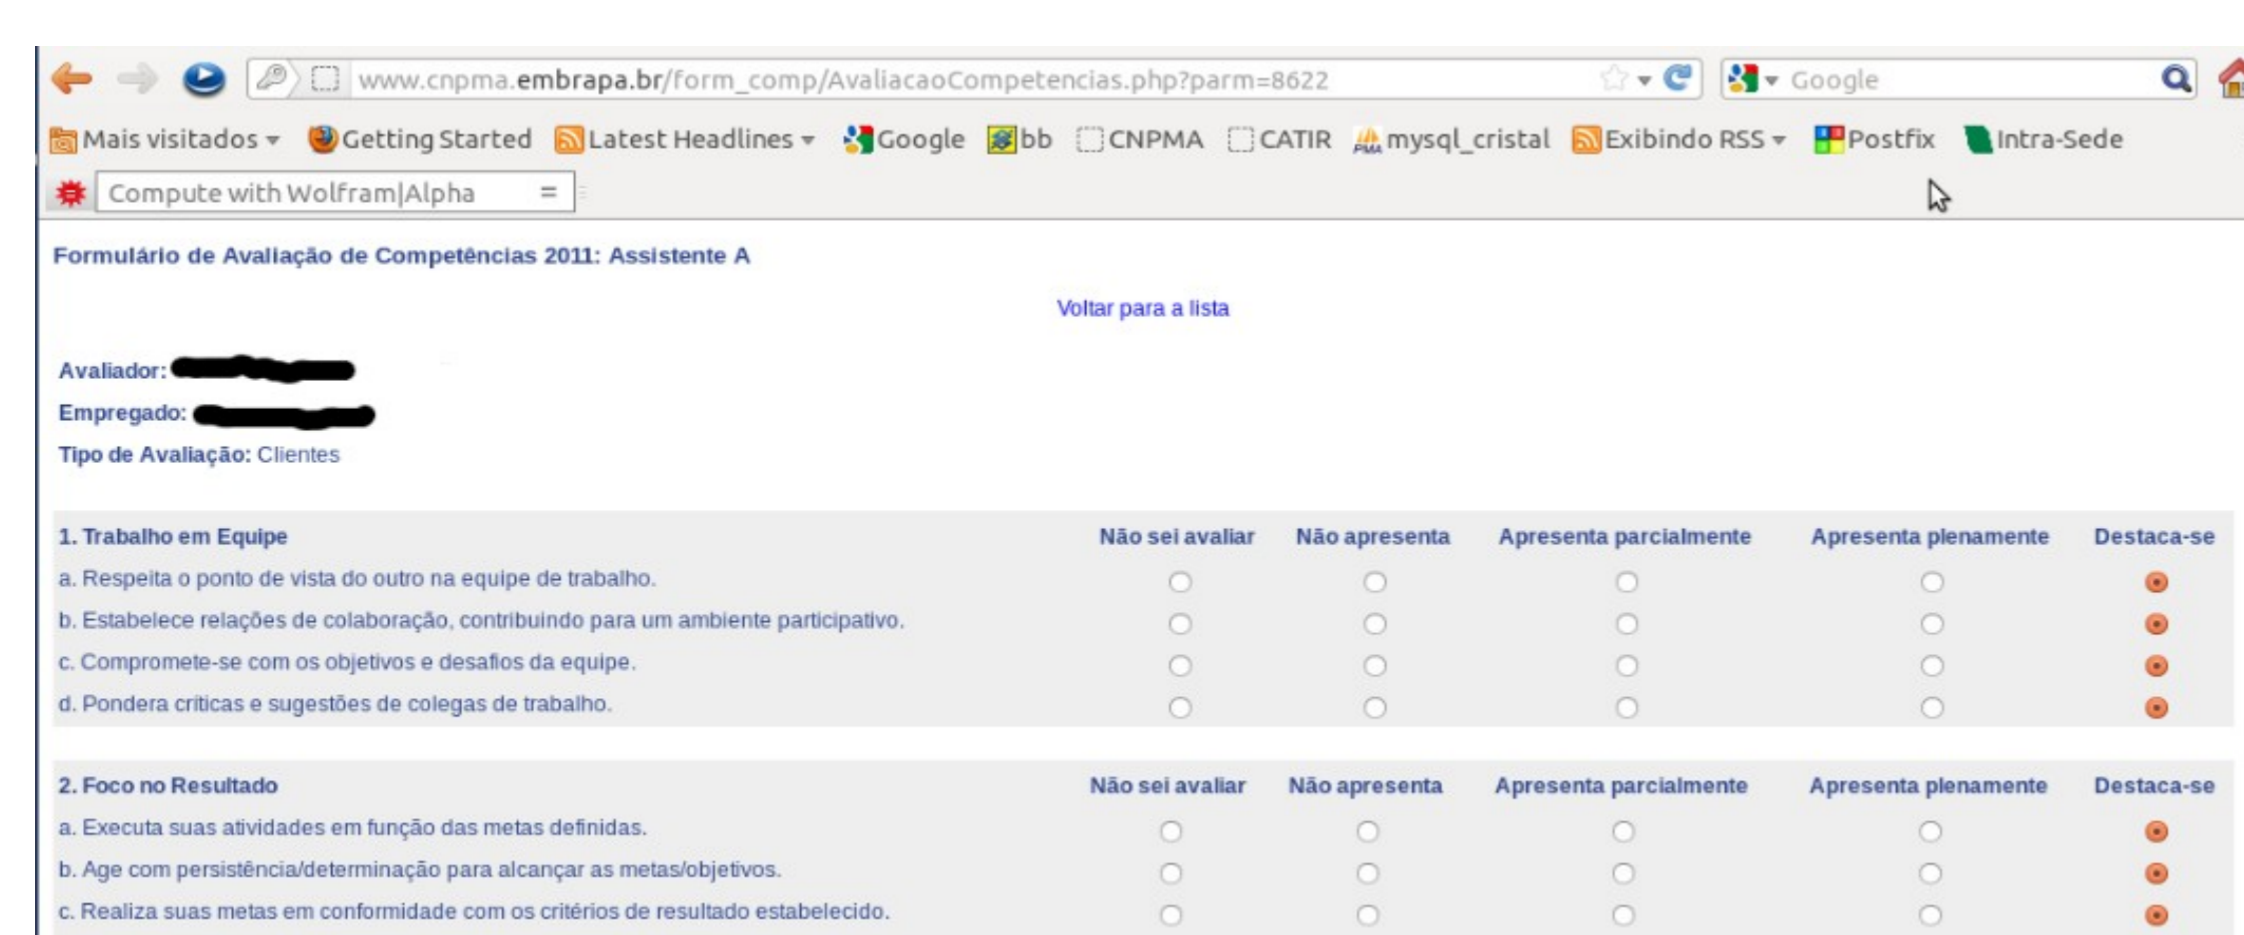 www.cnpma.embrapa.br/form_comp/AvaliacaoCompetencias.php?parm=8622 Google
Mais visitados Getting Started Latest Headlines Google bb CNPMA CATIR PMA mysql_cristal Exibindo RSS Postfix Intra-Sede
Compute with Wolfram|Alpha =
Formulário de Avaliação de Competências 2011: Assistente A
Voltar para a lista
Avaliador:
Empregado:
Tipo de Avaliação: Clientes
1. Trabalho em Equipe Não sei avaliar Não apresenta Apresenta parcialmente Apresenta plenamente Destaca-se
a. Respeita o ponto de vista do outro na equipe de trabalho.
b. Estabelece relações de colaboração, contribuindo para um ambiente participativo.
c. Compromete-se com os objetivos e desafios da equipe.
d. Pondera críticas e sugestões de colegas de trabalho.
2. Foco no Resultado Não sei avaliar Não apresenta Apresenta parcialmente Apresenta plenamente Destaca-se
a. Executa suas atividades em função das metas definidas.
b. Age com persistência/determinação para alcançar as metas/objetivos.
c. Realiza suas metas em conformidade com os critérios de resultado estabelecido.